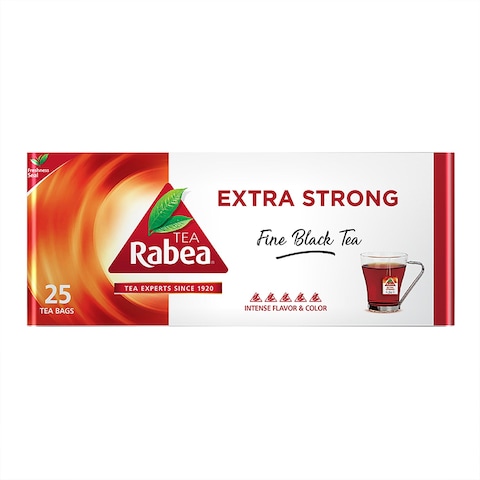 Freshness
Seal
TEA
Rabea
TEA EXPERTS SINCE 1920
25
TEA BAGS
EXTRA STRONG
Fine Black Tea
INTENSE FLAVOR & COLOR